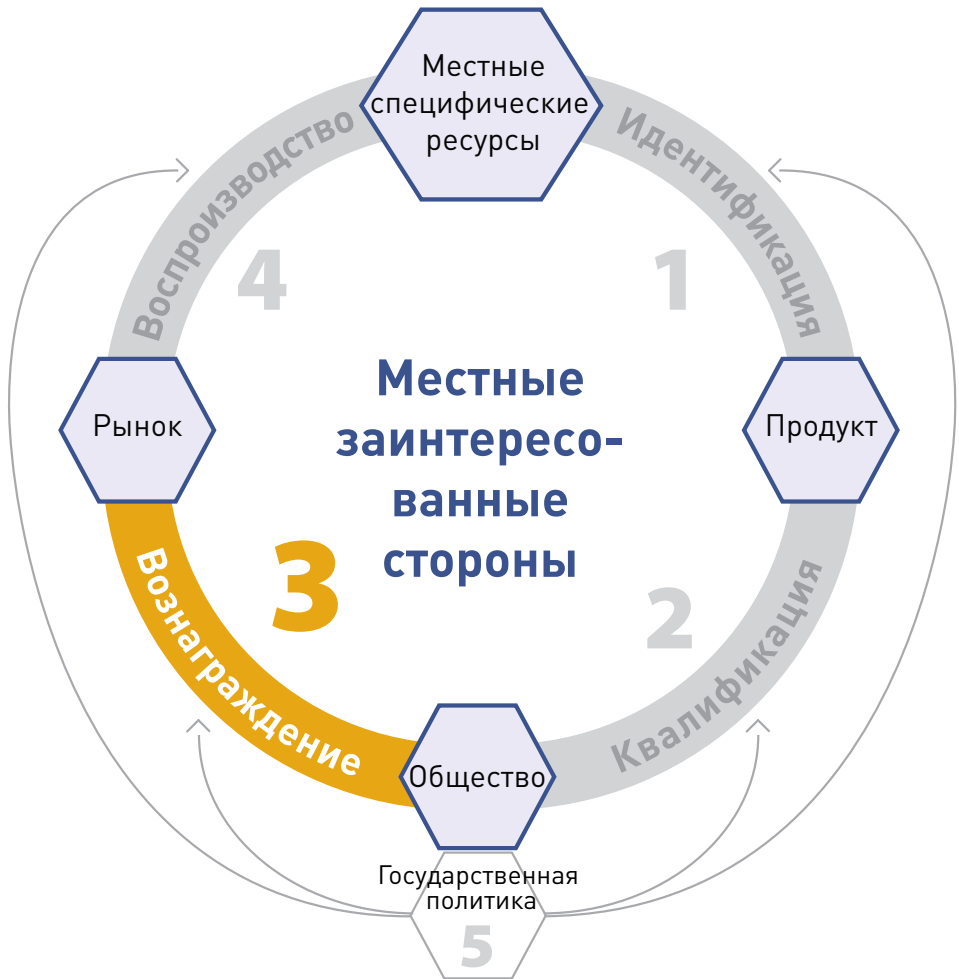 Местные
специфические
ресурсы
Воспроизводство
Идентификация
4
1
Рынок
Продукт
Местные
заинтересо-
ванные
стороны
3
2
Вознаграждение
Квалификация
Общество
Государственная
политика
5